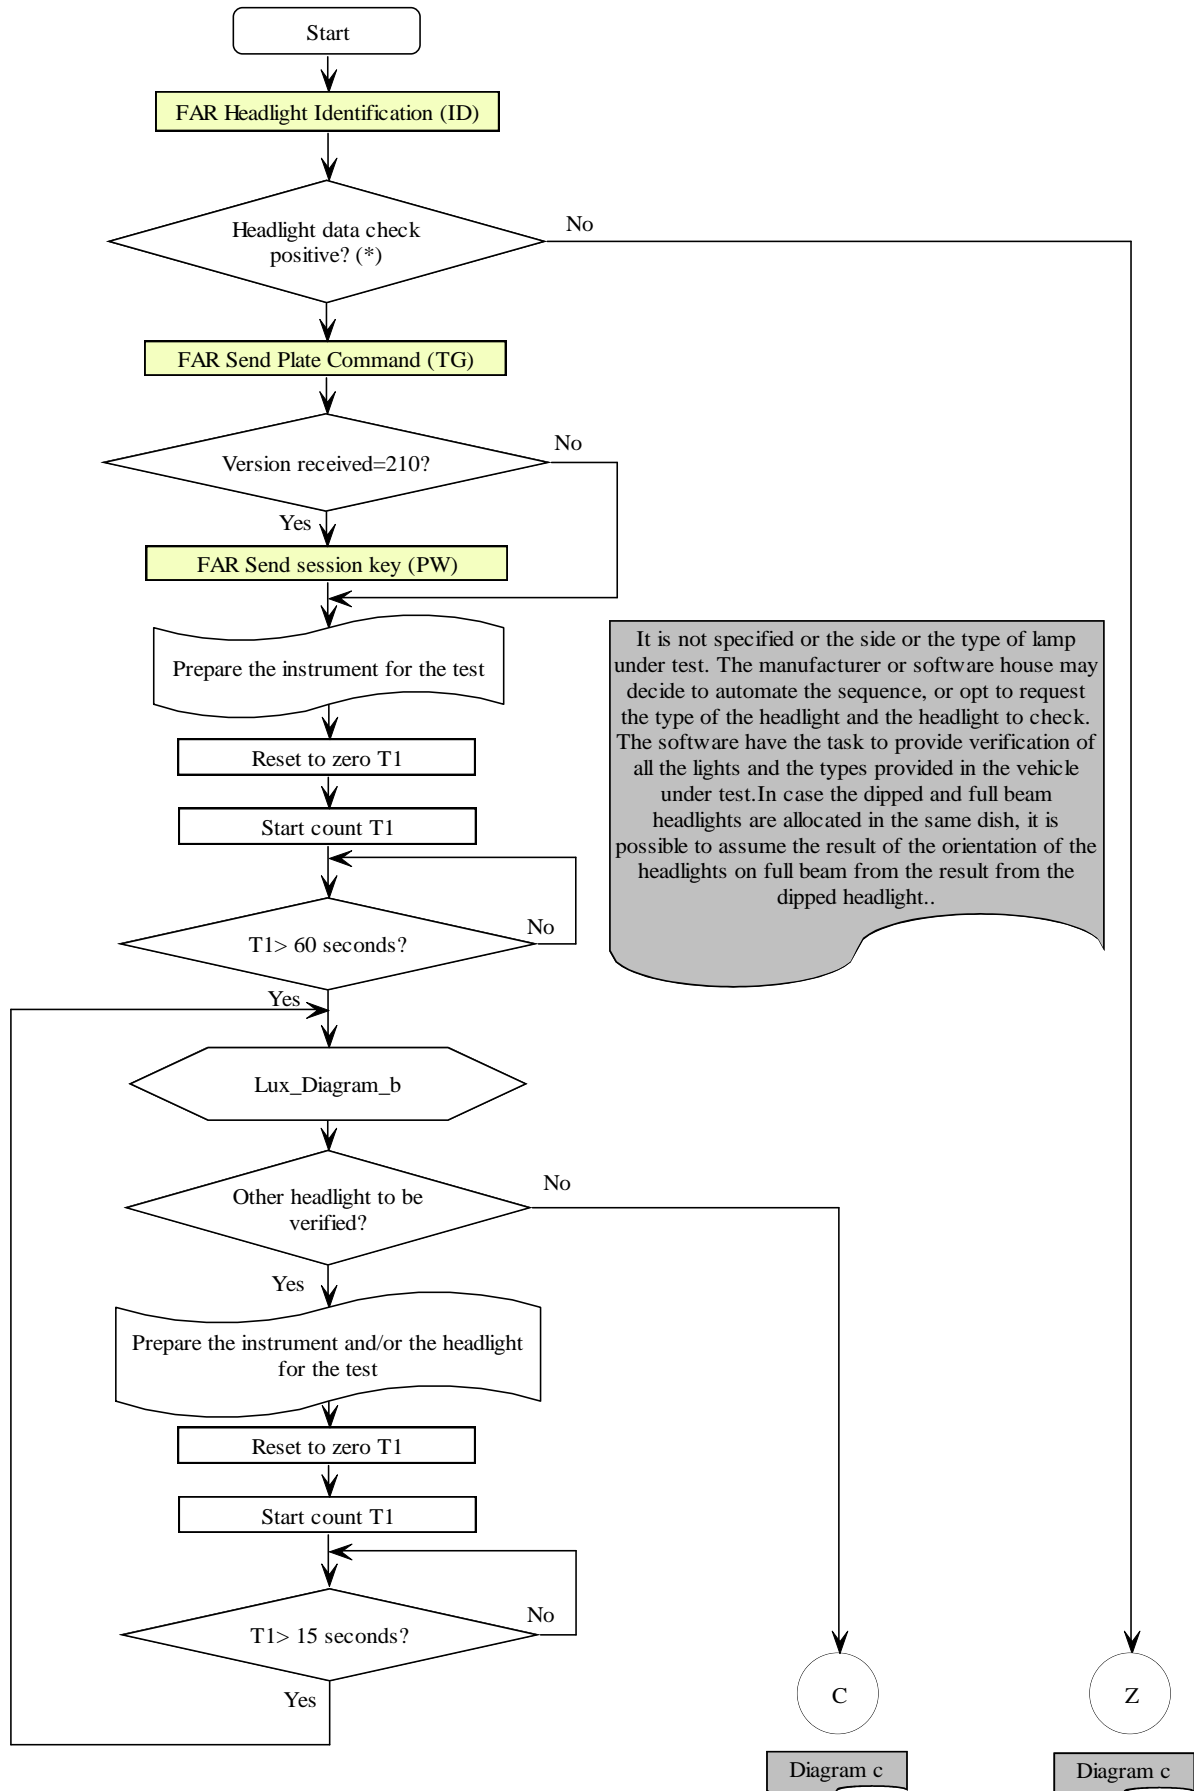 Start
FAR Headlight Identification (ID)
Headlight data check
positive? (*)
No
FAR Send Plate Command (TG)
Version received=210?
No
Yes
FAR Send session key (PW)
Prepare the instrument for the test
It is not specified or the side or the type of lamp
under test. The manufacturer or software house may
decide to automate the sequence, or opt to request
the type of the headlight and the headlight to check.
The software have the task to provide verification of
all the lights and the types provided in the vehicle
under test.In case the dipped and full beam
headlights are allocated in the same dish, it is
possible to assume the result of the orientation of the
headlights on full beam from the result from the
dipped headlight..
Reset to zero T1
Start count T1
T1> 60 seconds?
No
Yes
Lux_Diagram_b
Other headlight to be
verified?
No
Yes
Prepare the instrument and/or the headlight
for the test
Reset to zero T1
Start count T1
T1> 15 seconds?
No
Yes
C
Z
Diagram c
Diagram c